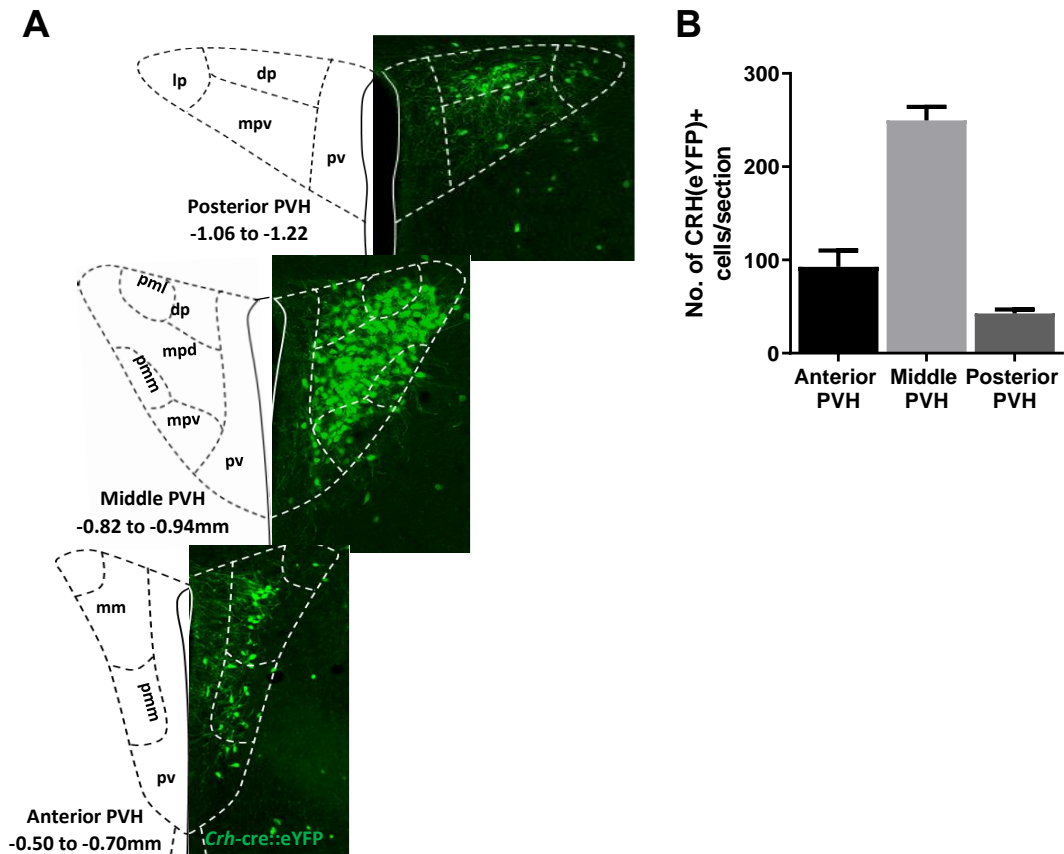 A
lp
dp
mpv
pv
Posterior PVH
-1.06 to -1.22
pml
dp
mpd
pmm
mpv
pv
Middle PVH
-0.82 to -0.94mm
mm
pmm
pv
Anterior PVH
-0.50 to -0.70mm
Crh-cre::eYFP
B
No. of CRH(eYFP)+
cells/section
300
200
100
0
Anterior
PVH
Middle
PVH
Posterior
PVH